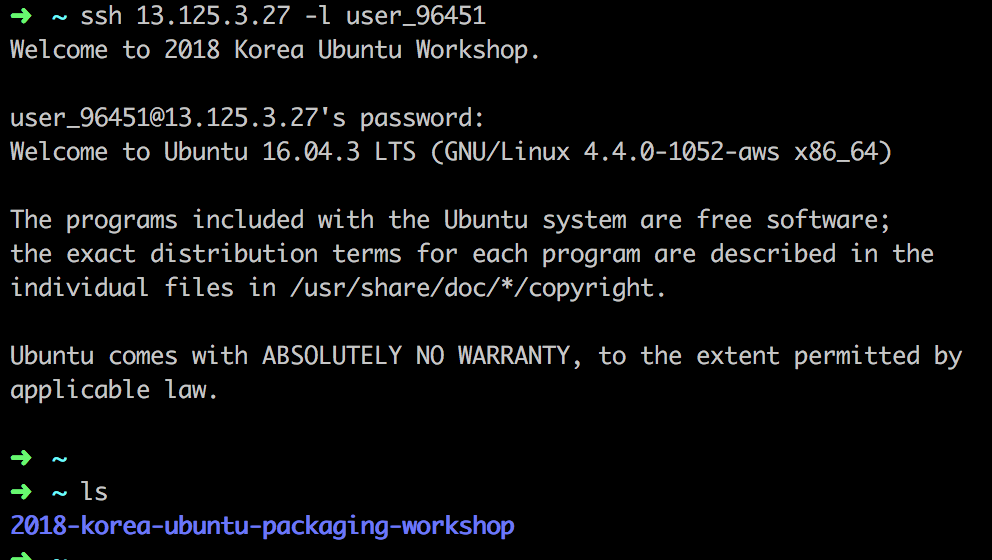 ➜ ~ ssh 13.125.3.27 -l user_96451
Welcome to 2018 Korea Ubuntu Workshop.
user_96451@13.125.3.27's password:
Welcome to Ubuntu 16.04.3 LTS (GNU/Linux 4.4.0-1052-aws x86_64)
The programs included with the Ubuntu system are free software;
the exact distribution terms for each program are described in the
individual files in /usr/share/doc/*/copyright.
Ubuntu comes with ABSOLUTELY NO WARRANTY, to the extent permitted by
applicable law.
➜ ~
➜ ~ ls
2018-korea-ubuntu-packaging-workshop
➜ ~